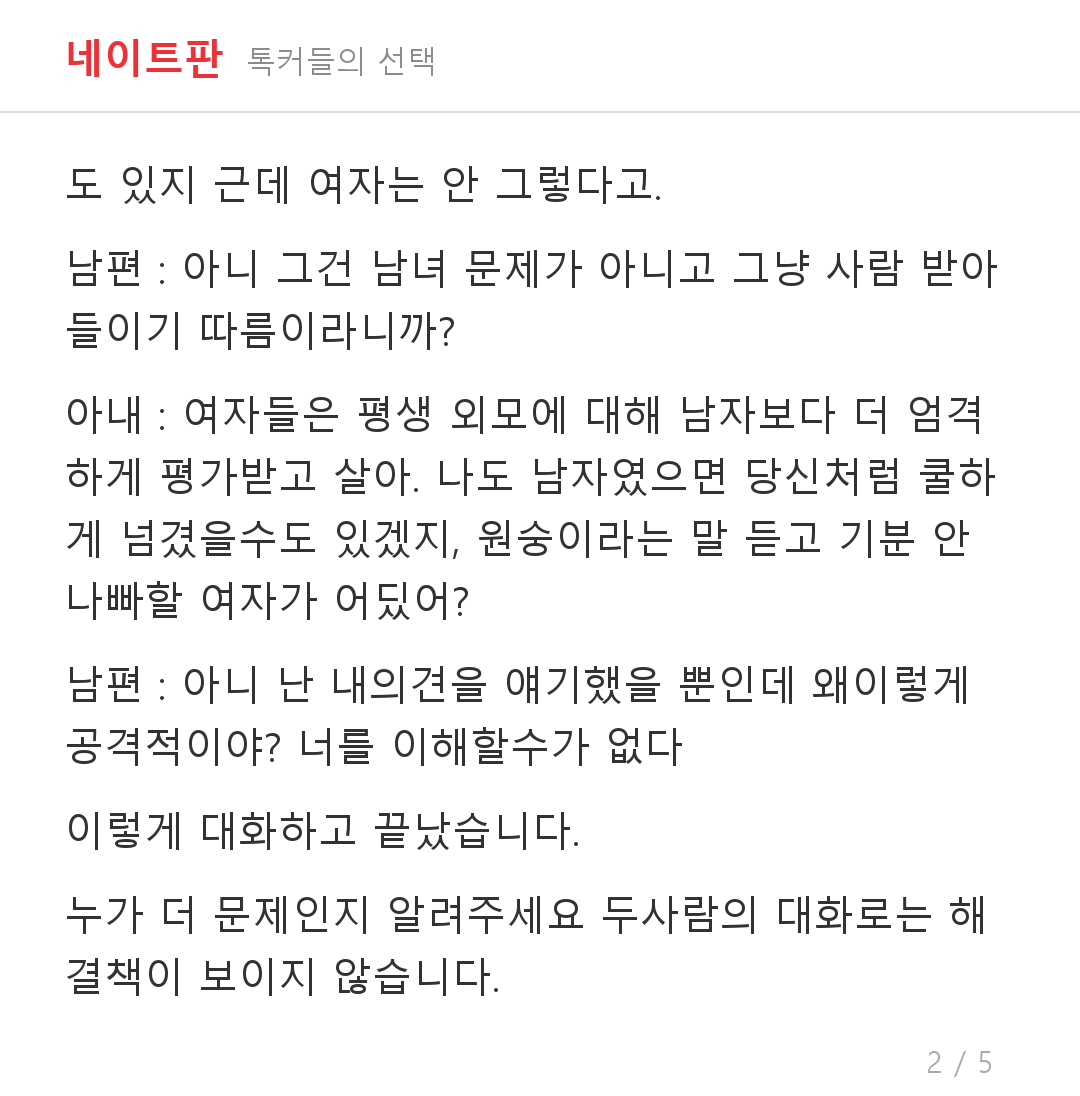 네이트판 톡커들의 선택
도 있지 근데 여자는 안 그렇다고.
남편 : 아니 그건 남녀 문제가 아니고 그냥 사람 받아
들이기 따름이라니까?
아내 : 여자들은 평생 외모에 대해 남자보다 더 엄격
하게 평가받고 살아. 나도 남자였으면 당신처럼 쿨하
게 넘겼을수도 있겠지, 원숭이라는 말 듣고 기분 안
나빠할 여자가 어딨어?
남편 : 아니 난 내의견을 얘기했을 뿐인데 왜이렇게
공격적이야? 너를 이해할수가 없다
이렇게 대화하고 끝났습니다.
누가 더 문제인지 알려주세요 두사람의 대화로는 해
결책이 보이지 않습니다.
2 / 5